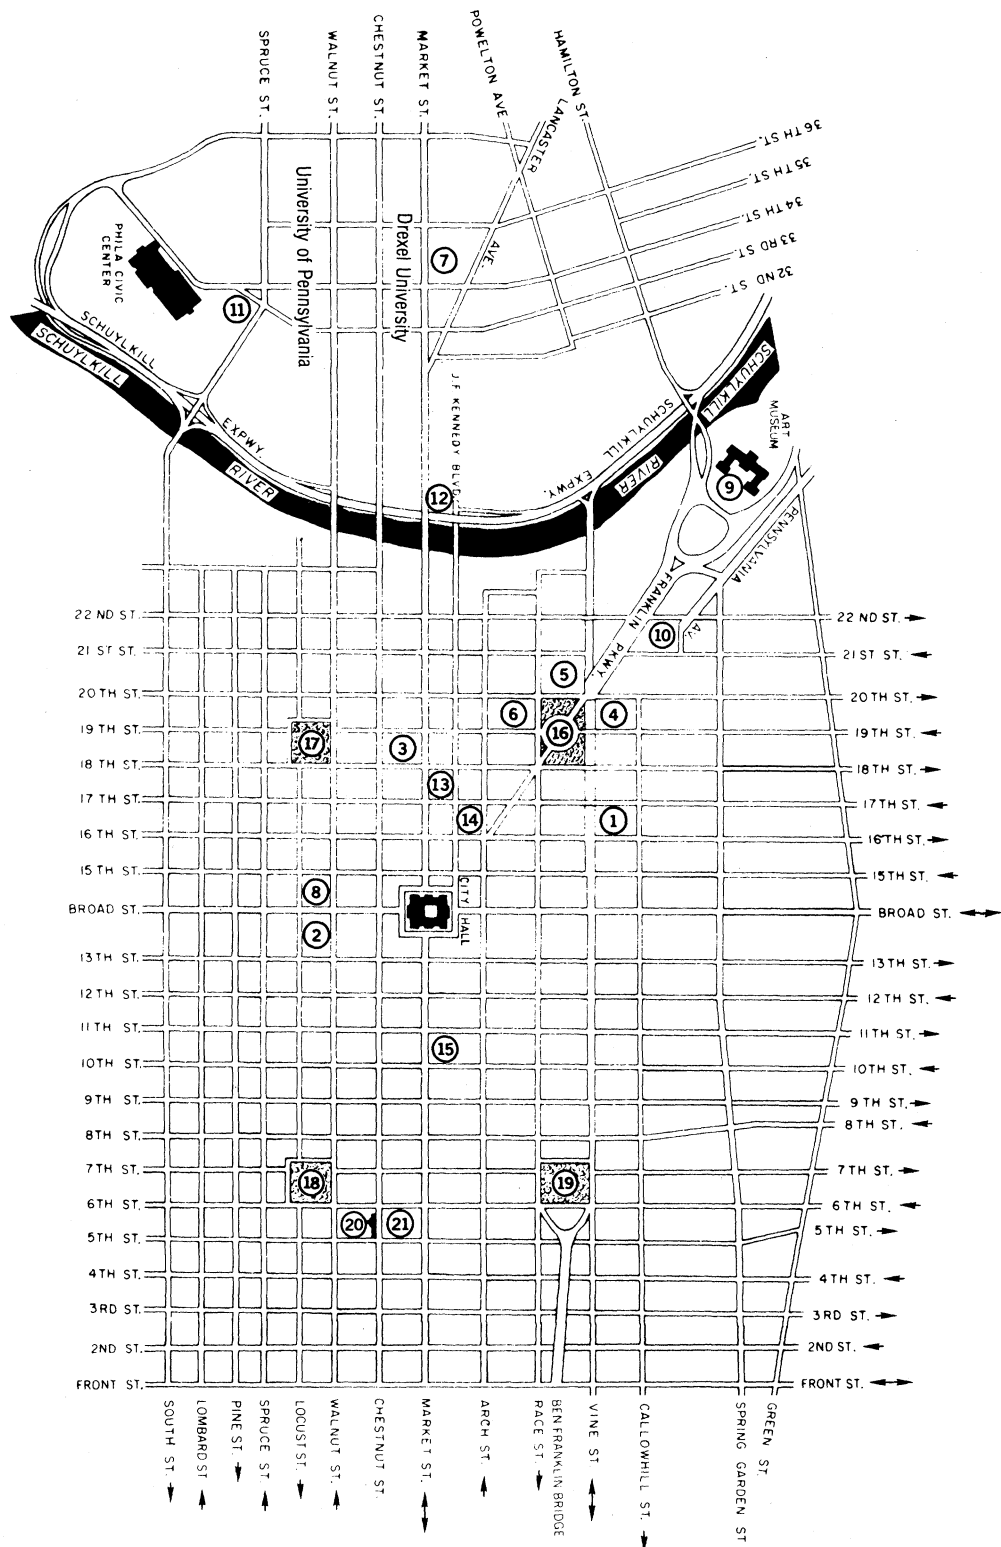 SPRUCE ST.
WALNUT ST.
CHESTNUT ST.
MARKET ST.
POWELTON AVE
LANCASTER
AVE.
HAMILTON ST.
36TH ST.
35TH ST.
34TH ST.
33RD ST.
32ND ST.
University of Pennsylvania
Drexel University
PHILA CIVIC
CENTER
7
11
SCHUYLKILL
EXPWY.
SCHUYLKILL
RIVER
J.F. KENNEDY BLVD.
12
SCHUYLKILL
EXPWY.
SCHUYLKILL
RIVER
ART
MUSEUM
9
PENNSYLVANIA
AV.
FRANKLIN PKWY.
10
22ND ST.
22ND ST.
21ST ST.
21ST ST.
5
20TH ST.
20TH ST.
6
16
4
19TH ST.
19TH ST.
17
3
18TH ST.
18TH ST.
13
17TH ST.
17TH ST.
14
1
16TH ST.
16TH ST.
15TH ST.
15TH ST.
8
CITY HALL
BROAD ST.
BROAD ST.
2
13TH ST.
13TH ST.
12TH ST.
12TH ST.
11TH ST.
11TH ST.
15
10TH ST.
10TH ST.
9TH ST.
9TH ST.
8TH ST.
8TH ST.
7TH ST.
7TH ST.
18
19
6TH ST.
6TH ST.
20
21
5TH ST.
5TH ST.
4TH ST.
4TH ST.
3RD ST.
3RD ST.
2ND ST.
2ND ST.
FRONT ST.
FRONT ST.
SOUTH ST.
LOMBARD ST
PINE ST.
SPRUCE ST.
LOCUST ST.
WALNUT ST.
CHESTNUT ST.
MARKET ST.
ARCH ST.
RACE ST.
BEN FRANKLIN BRIDGE
VINE ST
CALLOWHILL ST.
SPRING GARDEN ST
GREEN ST.